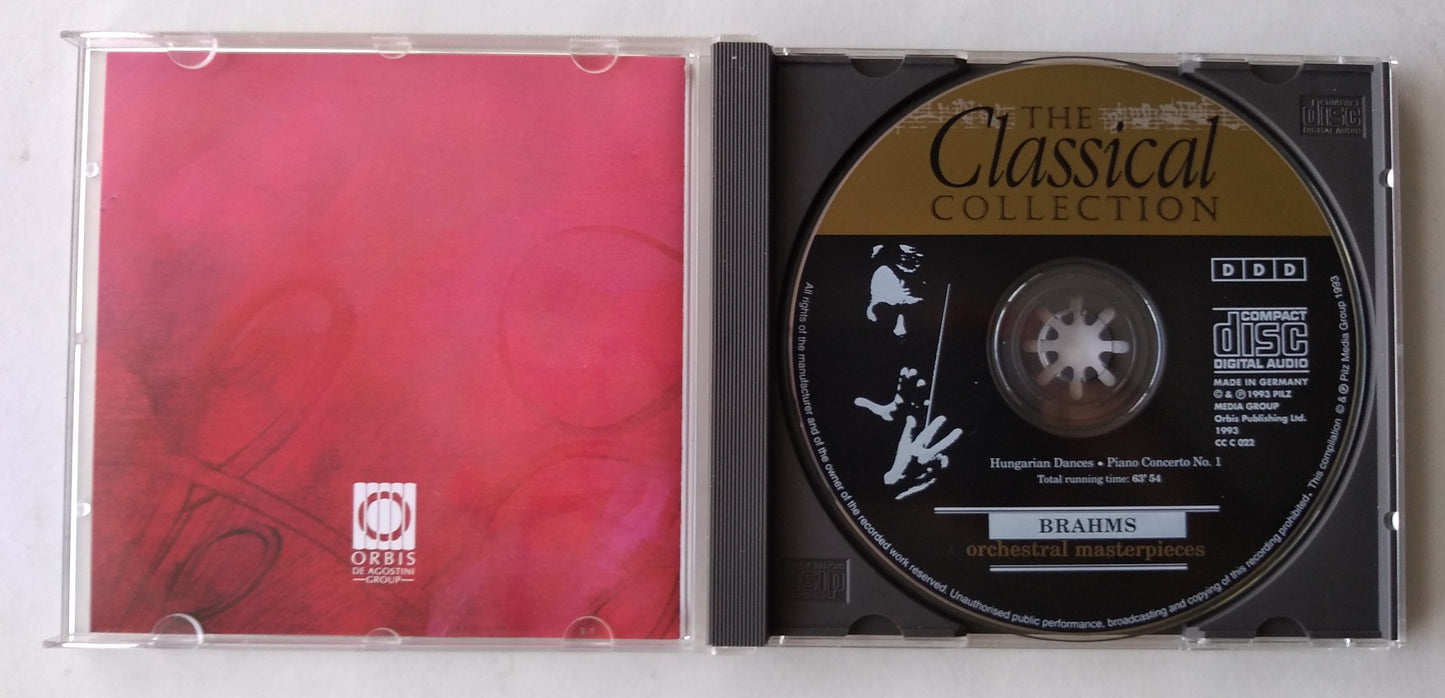 ORBIS
DE AGOSTINI
GROUP
THE
Classical
COLLECTION
DDD
COMPACT
disc
DIGITAL AUDIO
MADE IN GERMANY
© & ℗ 1993 PILZ
MEDIA GROUP
Orbis Publishing Ltd.
1993
CC C 022
Hungarian Dances • Piano Concerto No. 1
Total running time: 63' 54
BRAHMS
orchestral masterpieces
All rights of the manufacturer and of the owner of the recorded work reserved. Unauthorised public performance, broadcasting and copying of this recording prohibited. This compilation © & ℗ Pilz Media Group 1993
COMPACT
disc
DIGITAL AUDIO